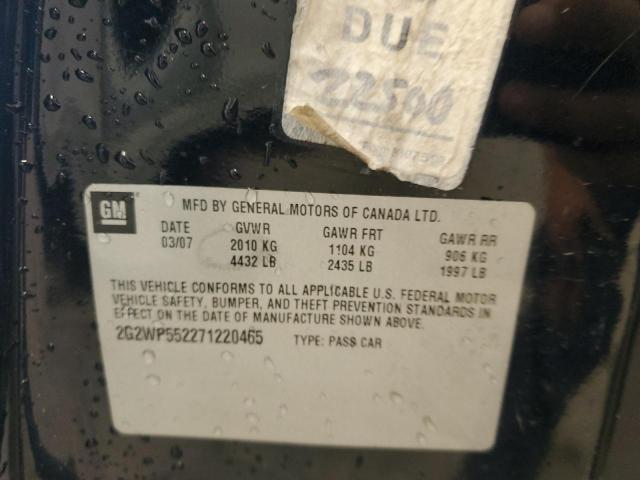 DUE
22500
GM
MFD BY GENERAL MOTORS OF CANADA LTD.
DATE GVWR GAWR FRT GAWR RR
03/07 2010 KG 1104 KG 906 KG
4432 LB 2435 LB 1997 LB
THIS VEHICLE CONFORMS TO ALL APPLICABLE U.S. FEDERAL MOTOR
VEHICLE SAFETY, BUMPER, AND THEFT PREVENTION STANDARDS IN
EFFECT ON THE DATE OF MANUFACTURE SHOWN ABOVE.
2G2WP552271220465 TYPE: PASS CAR